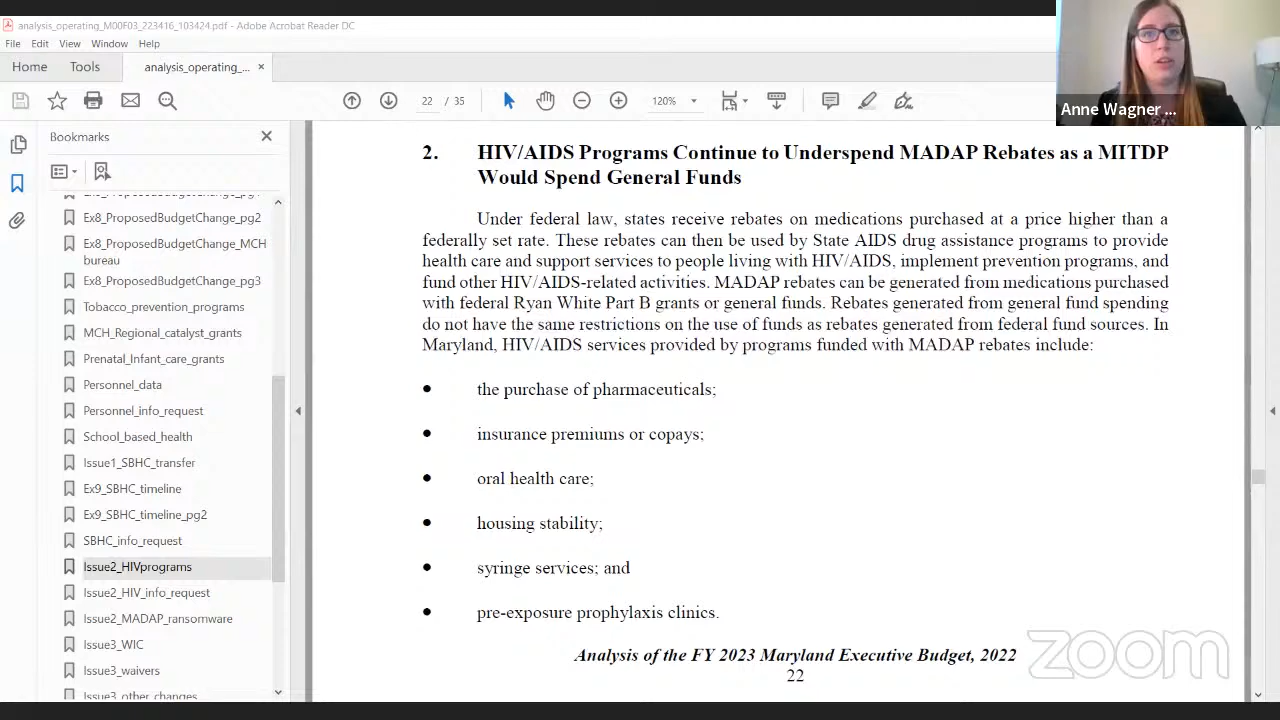 analysis_operating_M00F03_223416_103424.pdf - Adobe Acrobat Reader DC
File Edit View Window Help
Home Tools analysis_operating_... ×
22 / 35 120%
Anne Wagner ...
Bookmarks
Ex8_ProposedBudgetChange_pg2
Ex8_ProposedBudgetChange_MCH
bureau
Ex8_ProposedBudgetChange_pg3
Tobacco_prevention_programs
MCH_Regional_catalyst_grants
Prenatal_Infant_care_grants
Personnel_data
Personnel_info_request
School_based_health
Issue1_SBHC_transfer
Ex9_SBHC_timeline
Ex9_SBHC_timeline_pg2
SBHC_info_request
Issue2_HIVprograms
Issue2_HIV_info_request
Issue2_MADAP_ransomware
Issue3_WIC
Issue3_waivers
Issue3_other_changes
2. HIV/AIDS Programs Continue to Underspend MADAP Rebates as a MITDP
Would Spend General Funds
Under federal law, states receive rebates on medications purchased at a price higher than a
federally set rate. These rebates can then be used by State AIDS drug assistance programs to provide
health care and support services to people living with HIV/AIDS, implement prevention programs, and
fund other HIV/AIDS-related activities. MADAP rebates can be generated from medications purchased
with federal Ryan White Part B grants or general funds. Rebates generated from general fund spending
do not have the same restrictions on the use of funds as rebates generated from federal fund sources. In
Maryland, HIV/AIDS services provided by programs funded with MADAP rebates include:
• the purchase of pharmaceuticals;
• insurance premiums or copays;
• oral health care;
• housing stability;
• syringe services; and
• pre-exposure prophylaxis clinics.
Analysis of the FY 2023 Maryland Executive Budget, 2022
22
zoom